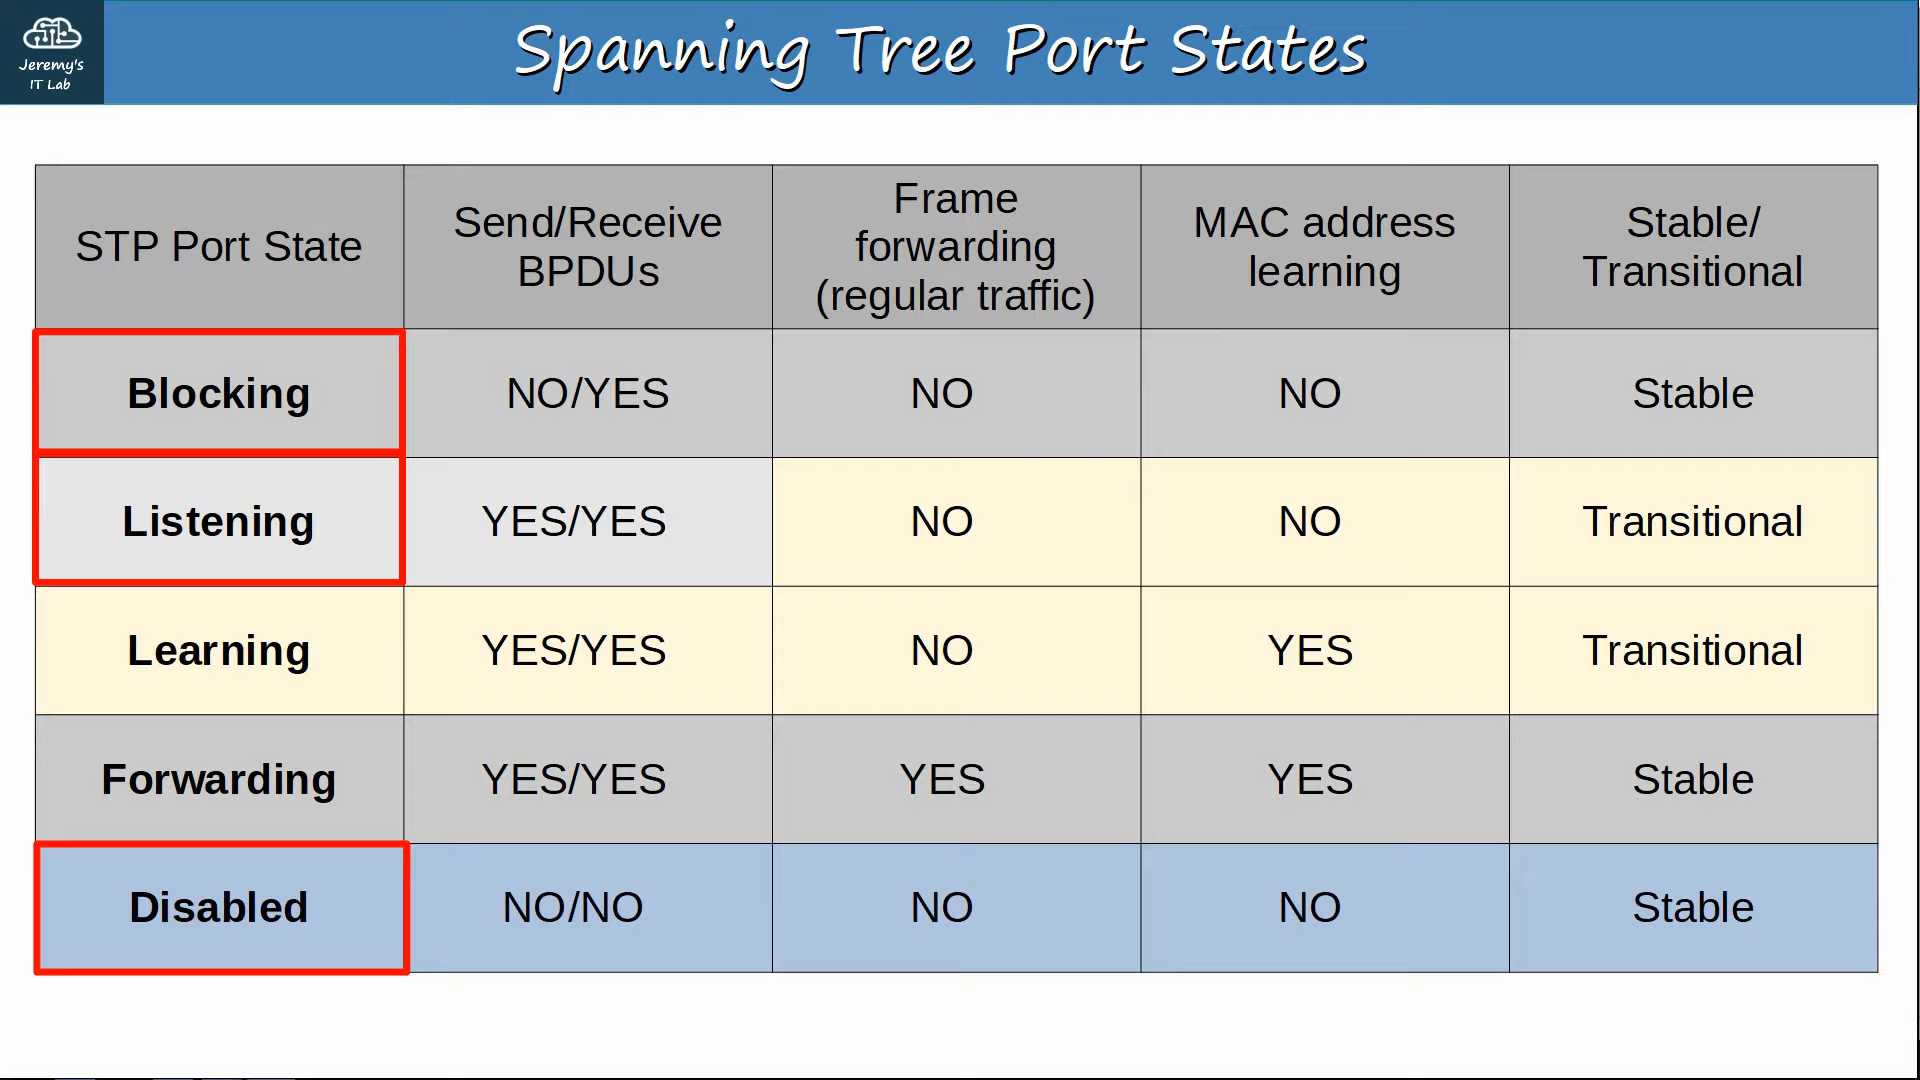 Jeremy's
IT Lab
Spanning Tree Port States
STP Port State
Send/Receive
BPDUs
Frame
forwarding
(regular traffic)
MAC address
learning
Stable/
Transitional
Blocking
NO/YES
NO
NO
Stable
Listening
YES/YES
NO
NO
Transitional
Learning
YES/YES
NO
YES
Transitional
Forwarding
YES/YES
YES
YES
Stable
Disabled
NO/NO
NO
NO
Stable